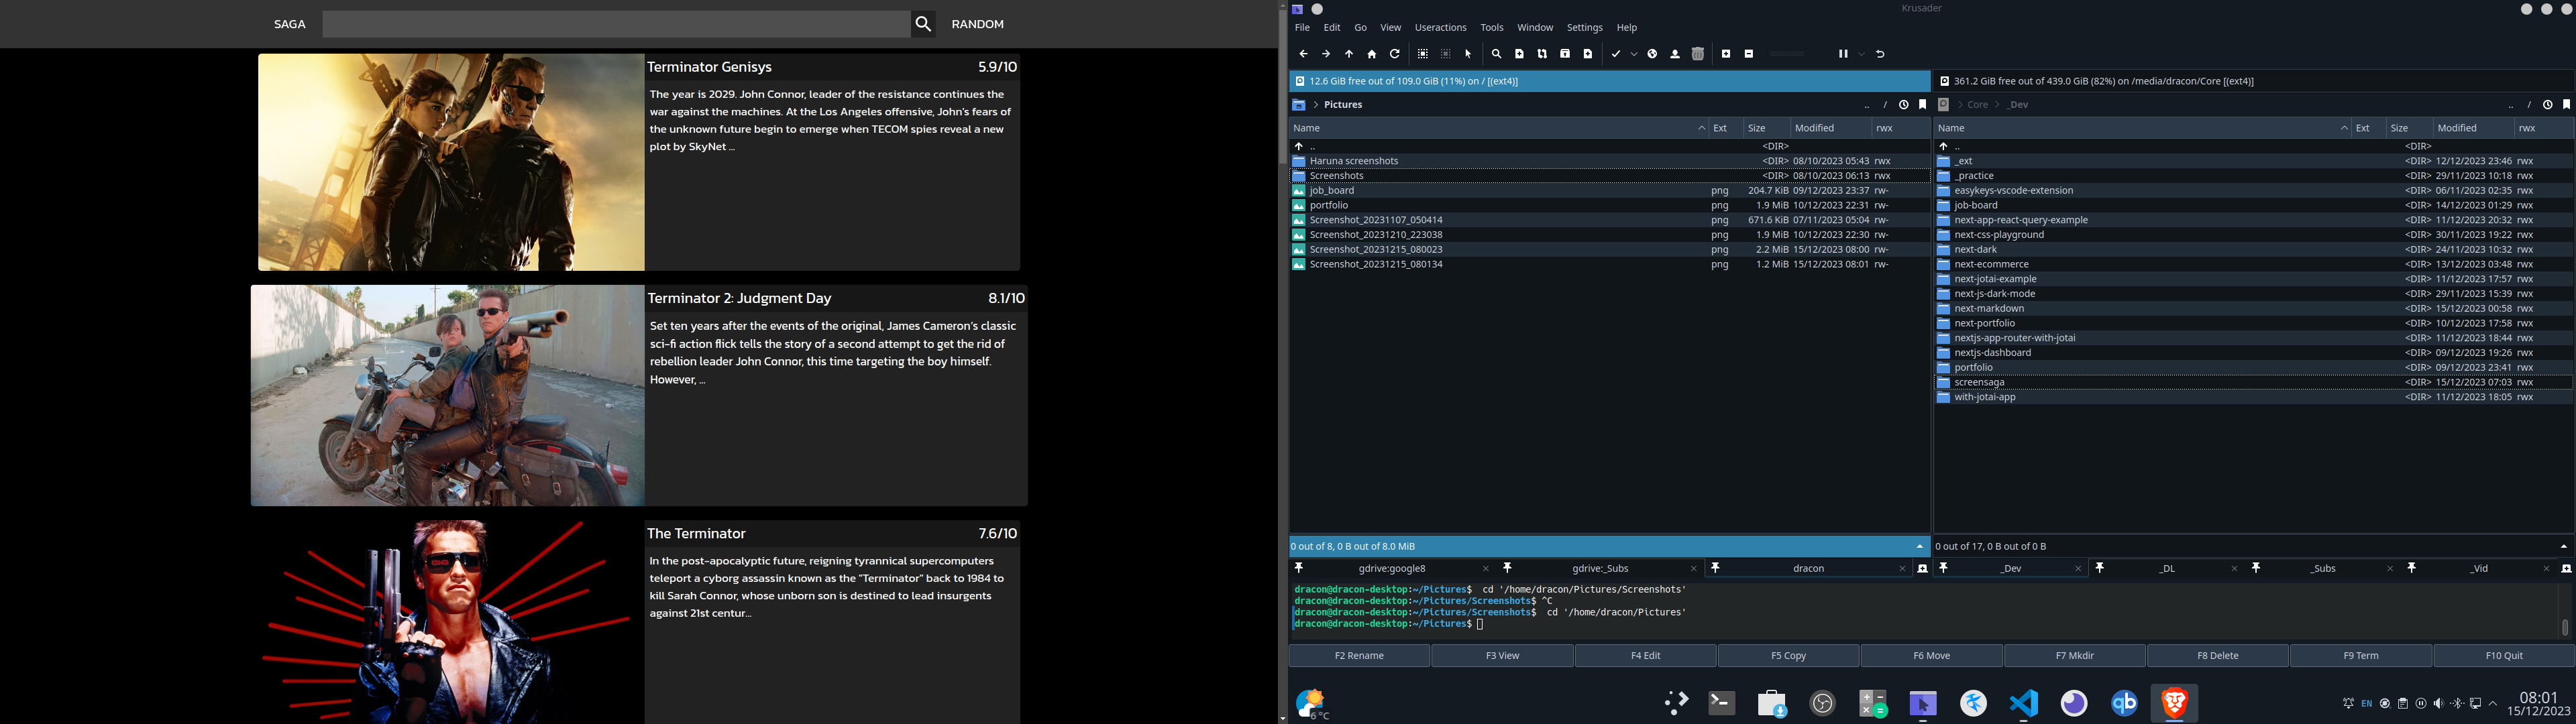 SAGA
RANDOM
Terminator Genisys 5.9/10
The year is 2029. John Connor, leader of the resistance continues the
war against the machines. At the Los Angeles offensive, John's fears of
the unknown future begin to emerge when TECOM spies reveal a new
plot by SkyNet ...
Terminator 2: Judgment Day 8.1/10
Set ten years after the events of the original, James Cameron's classic
sci-fi action flick tells the story of a second attempt to get the rid of
rebellion leader John Connor, this time targeting the boy himself.
However, ...
The Terminator 7.6/10
In the post-apocalyptic future, reigning tyrannical supercomputers
teleport a cyborg assassin known as the "Terminator" back to 1984 to
kill Sarah Connor, whose unborn son is destined to lead insurgents
against 21st centur...
Krusader
File Edit Go View Useractions Tools Window Settings Help
12.6 GiB free out of 109.0 GiB (11%) on / [(ext4)]
> Pictures .. /
Name Ext Size Modified rwx
.. <DIR>
Haruna screenshots <DIR> 08/10/2023 05:43 rwx
Screenshots <DIR> 08/10/2023 06:13 rwx
job_board png 204.7 KiB 09/12/2023 23:37 rw-
portfolio png 1.9 MiB 10/12/2023 22:31 rw-
Screenshot_20231107_050414 png 671.6 KiB 07/11/2023 05:04 rw-
Screenshot_20231210_223038 png 1.9 MiB 10/12/2023 22:30 rw-
Screenshot_20231215_080023 png 2.2 MiB 15/12/2023 08:00 rw-
Screenshot_20231215_080134 png 1.2 MiB 15/12/2023 08:01 rw-
0 out of 8, 0 B out of 8.0 MiB
gdrive:google8 gdrive:_Subs dracon
361.2 GiB free out of 439.0 GiB (82%) on /media/dracon/Core [(ext4)]
> Core > _Dev .. /
Name Ext Size Modified rwx
.. <DIR>
_ext <DIR> 12/12/2023 23:46 rwx
_practice <DIR> 29/11/2023 10:18 rwx
easykeys-vscode-extension <DIR> 06/11/2023 02:35 rwx
job-board <DIR> 14/12/2023 01:29 rwx
next-app-react-query-example <DIR> 11/12/2023 20:32 rwx
next-css-playground <DIR> 30/11/2023 19:22 rwx
next-dark <DIR> 24/11/2023 10:32 rwx
next-ecommerce <DIR> 13/12/2023 03:48 rwx
next-jotai-example <DIR> 11/12/2023 17:57 rwx
next-js-dark-mode <DIR> 29/11/2023 15:39 rwx
next-markdown <DIR> 15/12/2023 00:58 rwx
next-portfolio <DIR> 10/12/2023 17:58 rwx
nextjs-app-router-with-jotai <DIR> 11/12/2023 18:44 rwx
nextjs-dashboard <DIR> 09/12/2023 19:26 rwx
portfolio <DIR> 09/12/2023 23:41 rwx
screensaga <DIR> 15/12/2023 07:03 rwx
with-jotai-app <DIR> 11/12/2023 18:05 rwx
0 out of 17, 0 B out of 0 B
_Dev _DL _Subs _Vid
dracon@dracon-desktop:~/Pictures$ cd '/home/dracon/Pictures/Screenshots'
dracon@dracon-desktop:~/Pictures/Screenshots$ ^C
dracon@dracon-desktop:~/Pictures/Screenshots$ cd '/home/dracon/Pictures'
dracon@dracon-desktop:~/Pictures$
F2 Rename F3 View F4 Edit F5 Copy F6 Move F7 Mkdir F8 Delete F9 Term F10 Quit
6 °C
qb
EN
08:01
15/12/2023